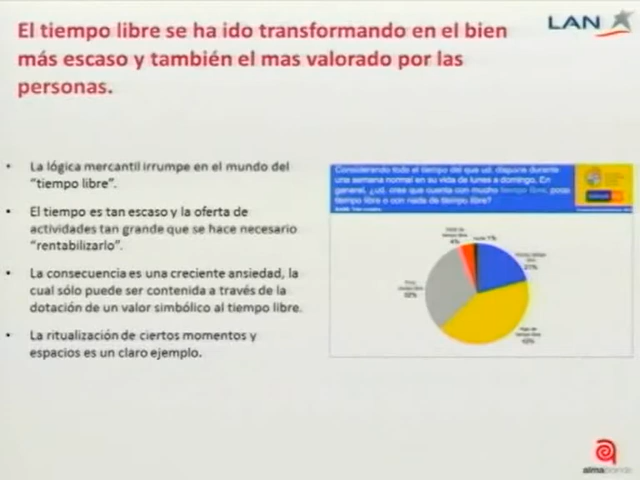 El tiempo libre se ha ido transformando en el bien
más escaso y también el mas valorado por las
personas.
LAN
• La lógica mercantil irrumpe en el mundo del
"tiempo libre".
• El tiempo es tan escaso y la oferta de
actividades tan grande que se hace necesario
"rentabilizarlo".
• La consecuencia es una creciente ansiedad, la
cual sólo puede ser contenida a través de la
dotación de un valor simbólico al tiempo libre.
• La ritualización de ciertos momentos y
espacios es un claro ejemplo.
Considerando todo el tiempo del que ud. dispone durante
una semana normal en su vida de lunes a domingo, En
general, ¿ud. cree que cuenta con mucho tiempo libre, poco
tiempo libre o con nada de tiempo libre?
4%
1%
21%
almabrands